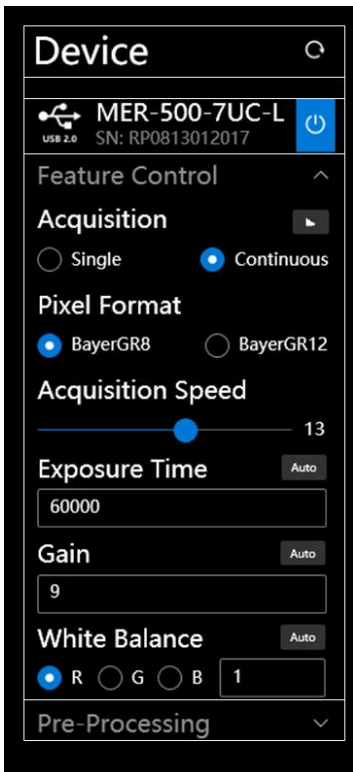 Device
MER-500-7UC-L
USB 2.0 SN: RP0813012017
Feature Control
Acquisition
Single Continuous
Pixel Format
BayerGR8 BayerGR12
Acquisition Speed
13
Exposure Time Auto
60000
Gain Auto
9
White Balance Auto
R G B 1
Pre-Processing